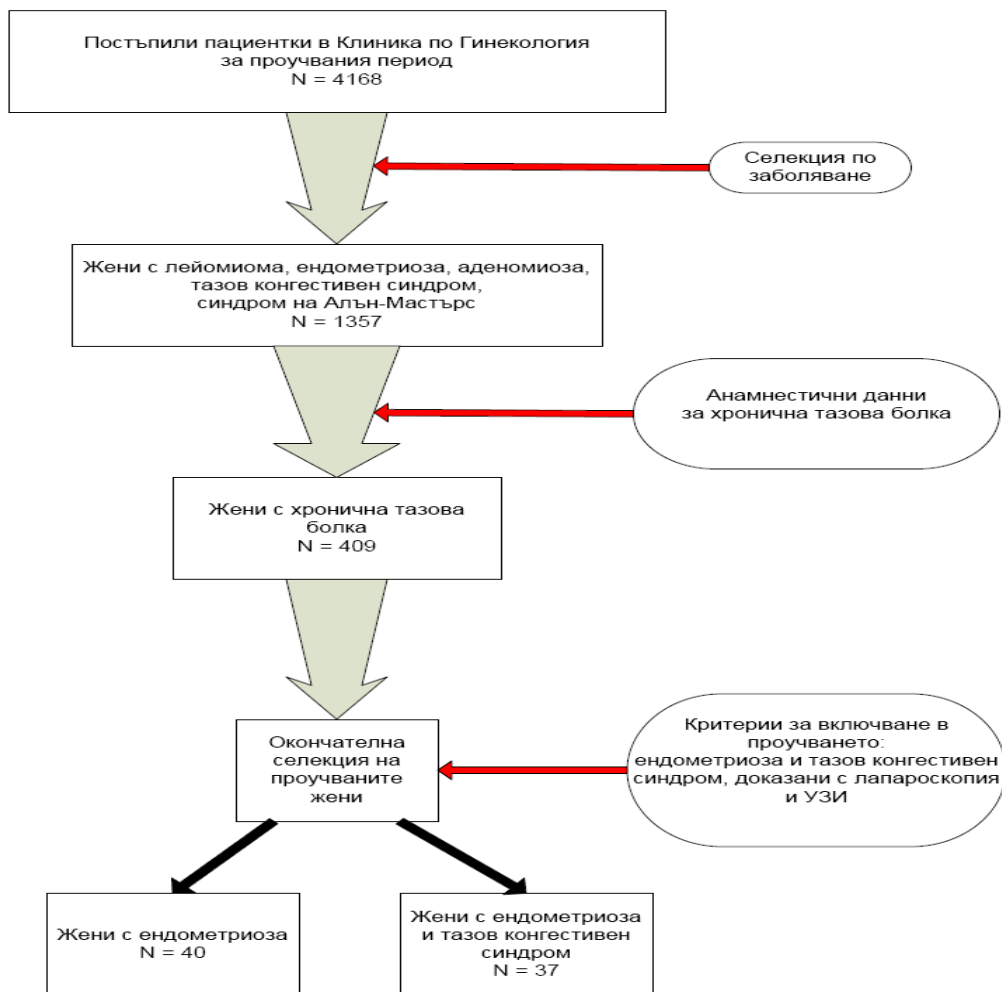 Постъпили пациентки в Клиника по Гинекология
за проучвания период
N = 4168
Селекция по
заболяване
Жени с лейомиома, ендометриоза, аденомиоза,
тазов конгестивен синдром,
синдром на Алън-Мастърс
N = 1357
Анамнестични данни
за хронична тазова болка
Жени с хронична тазова
болка
N = 409
Окончателна
селекция на
проучваните
жени
Критерии за включване в
проучването:
ендометриоза и тазов конгестивен
синдром, доказани с лапароскопия
и УЗИ
Жени с ендометриоза
N = 40
Жени с ендометриоза
и тазов конгестивен
синдром
N = 37